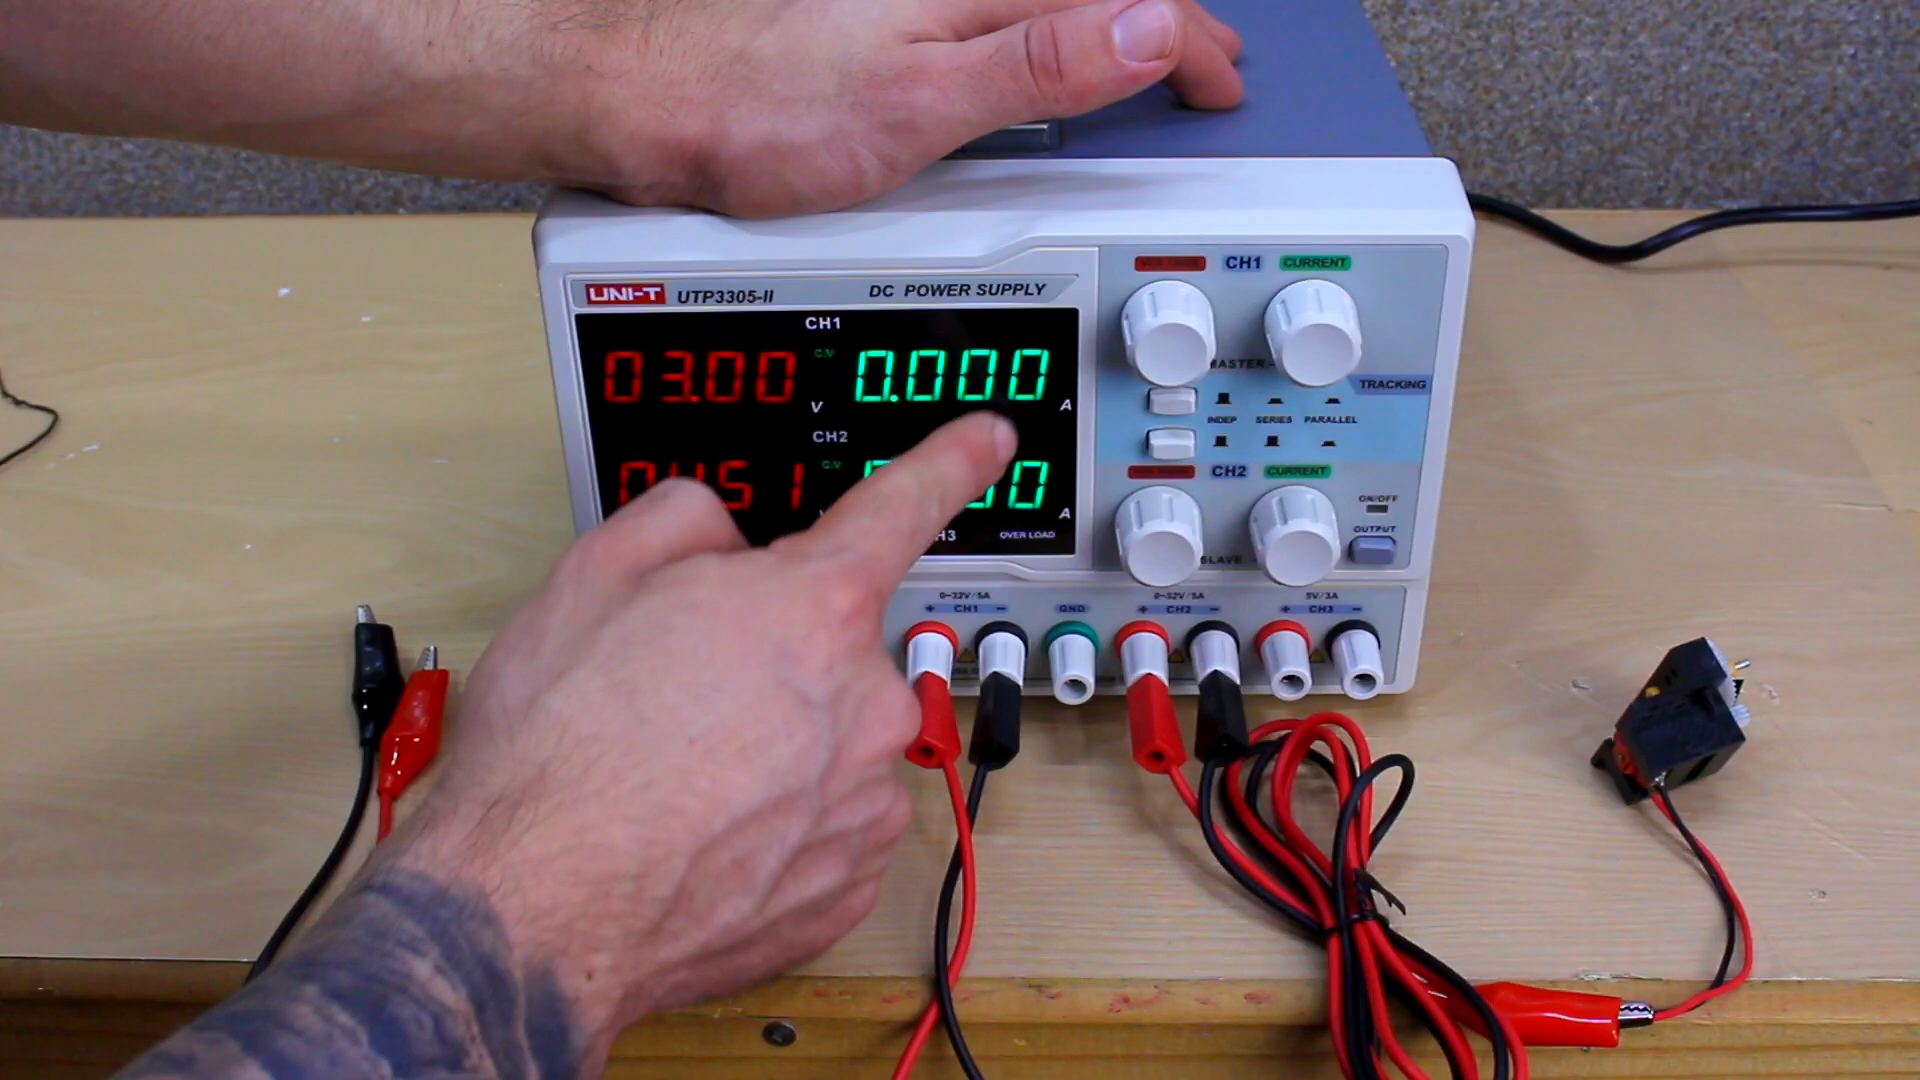 UNI-T UTP3305-II DC POWER SUPPLY
CH1
03.00 V C.V 0.000 A
CH2
C.V A
OVER LOAD
CH1 CURRENT
MASTER
TRACKING
INDEP SERIES PARALLEL
CH2 CURRENT
ON/OFF
OUTPUT
SLAVE
0~32V/5A 0~32V/5A 5V/3A
+ CH1 - GND + CH2 - + CH3 -